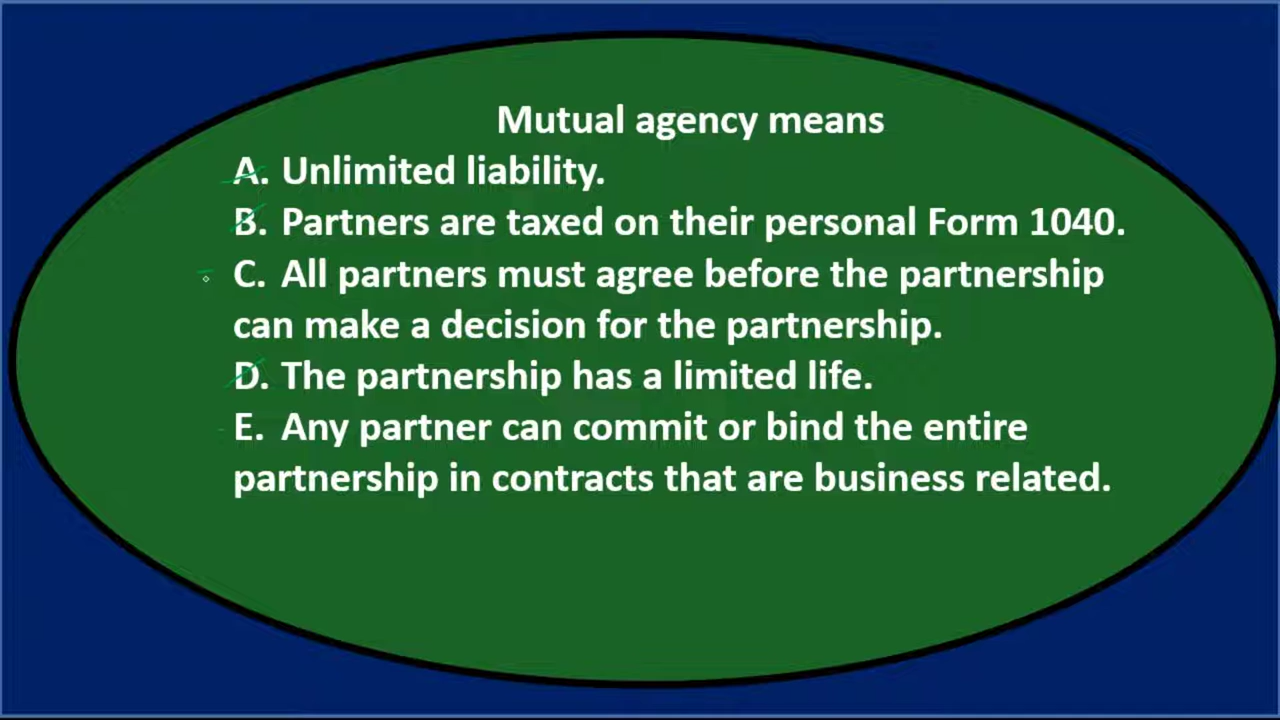 Mutual agency means
A. Unlimited liability.
B. Partners are taxed on their personal Form 1040.
C. All partners must agree before the partnership
can make a decision for the partnership.
D. The partnership has a limited life.
E. Any partner can commit or bind the entire
partnership in contracts that are business related.